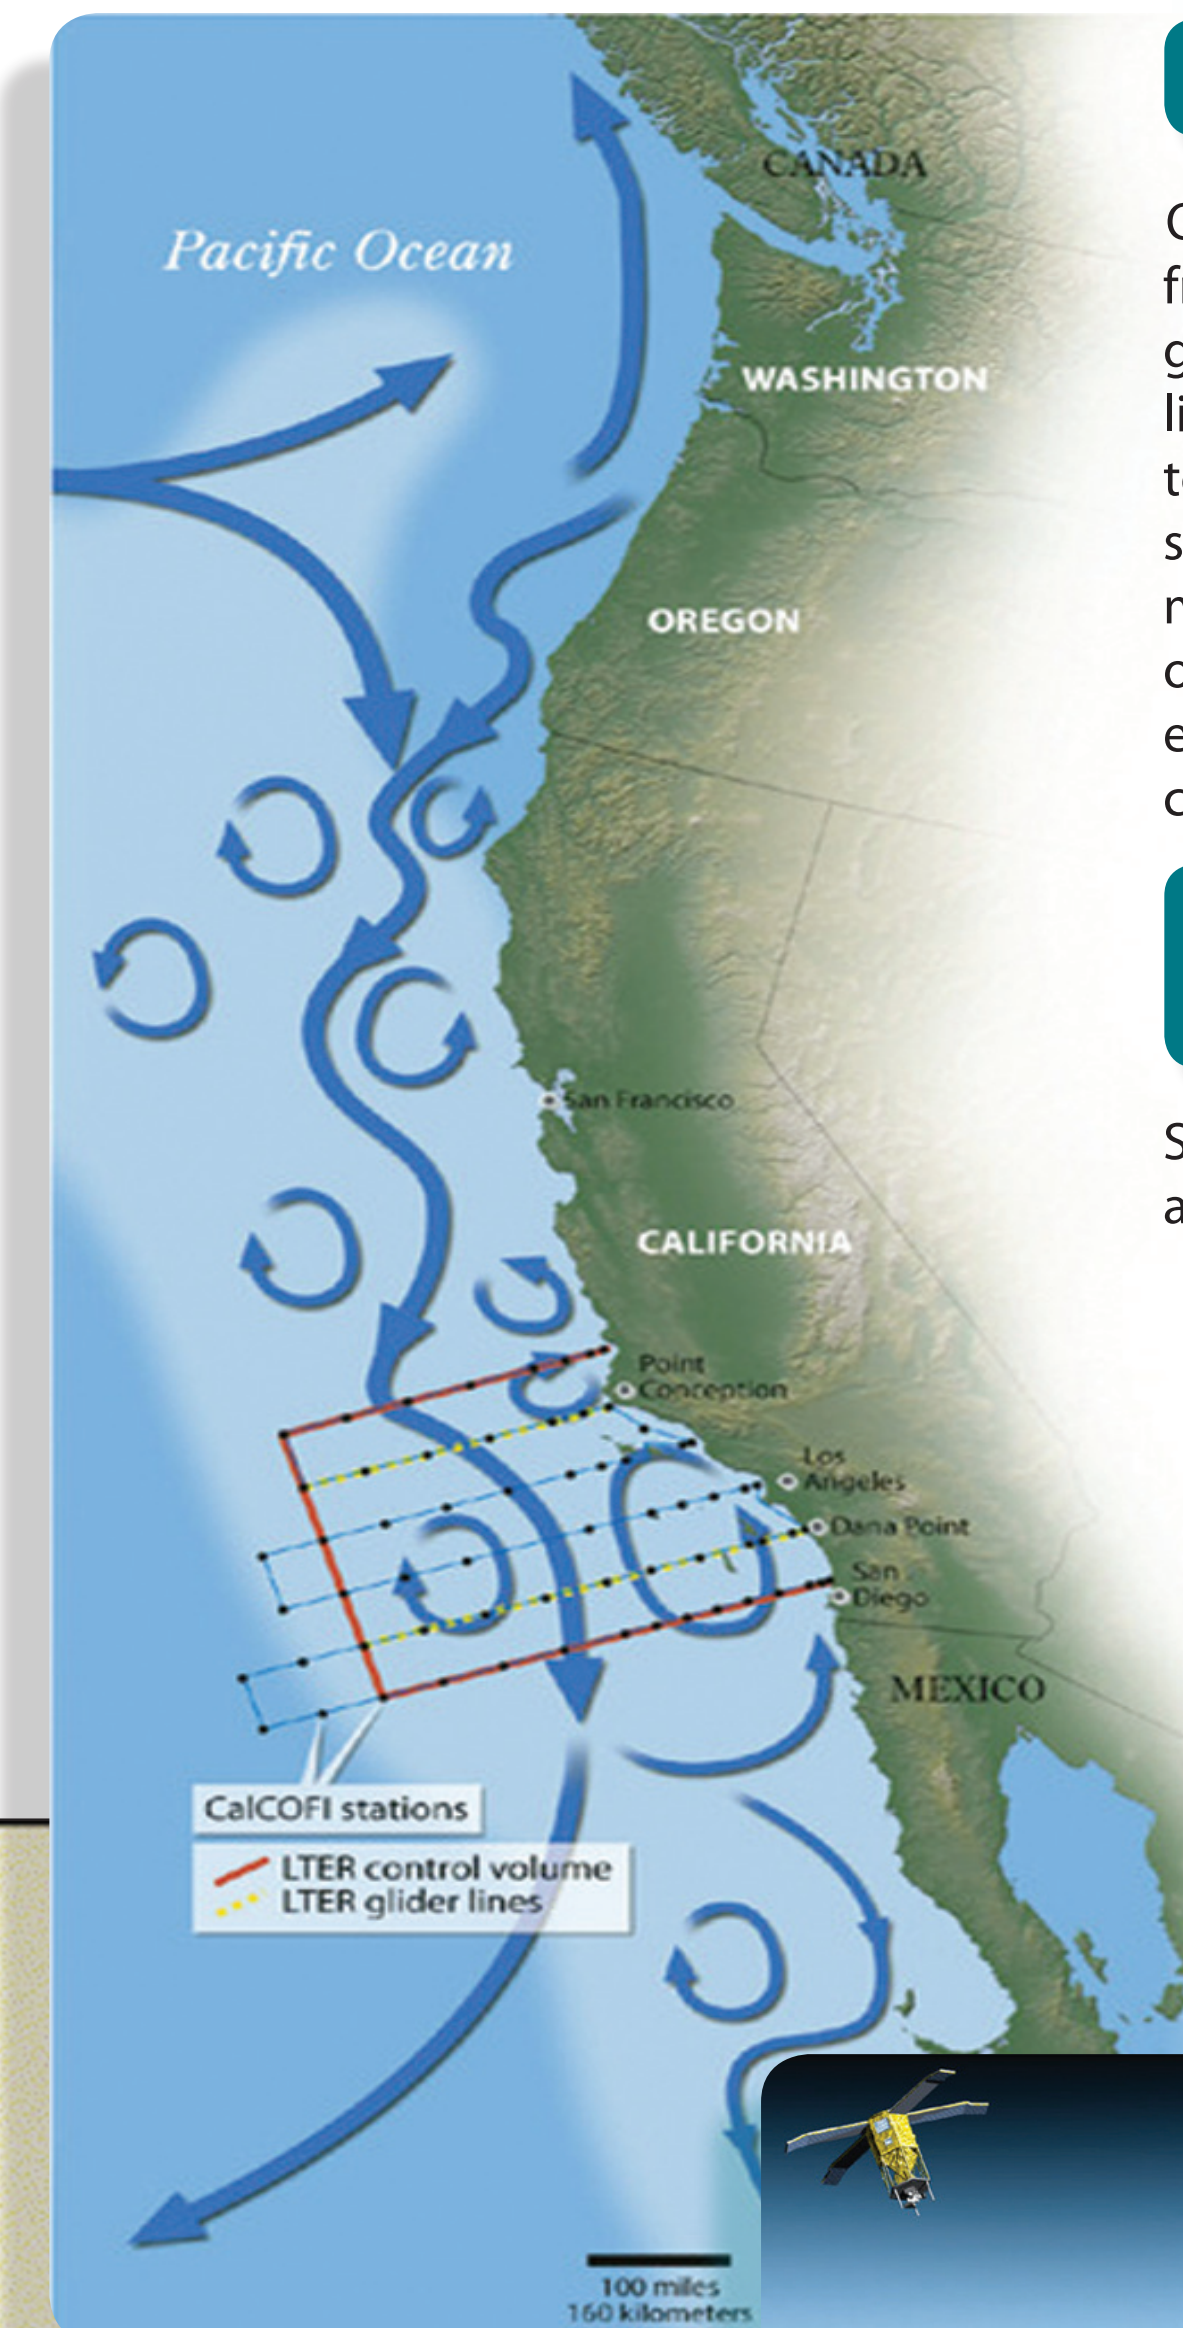 CANADA
Pacific Ocean
WASHINGTON
OREGON
San Francisco
CALIFORNIA
Point
Conception
Los
Angeles
Dana Point
San
Diego
MEXICO
CalCOFI stations
LTER control volume
LTER glider lines
100 miles
160 kilometers